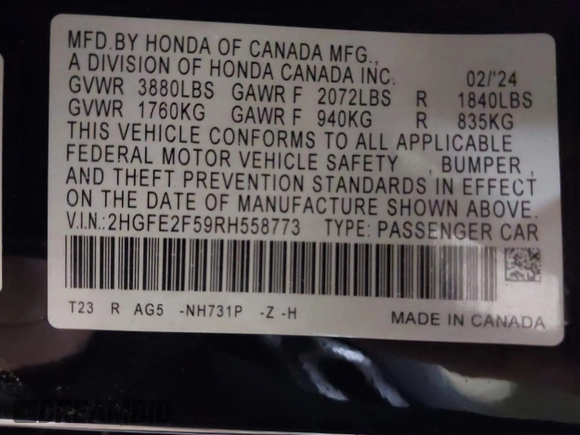 MFD.BY HONDA OF CANADA MFG.,
A DIVISION OF HONDA CANADA INC. 02/'24
GVWR 3880LBS GAWR F 2072LBS R 1840LBS
GVWR 1760KG GAWR F 940KG R 835KG
THIS VEHICLE CONFORMS TO ALL APPLICABLE
FEDERAL MOTOR VEHICLE SAFETY , BUMPER ,
AND THEFT PREVENTION STANDARDS IN EFFECT
ON THE DATE OF MANUFACTURE SHOWN ABOVE.
V.I.N.:2HGFE2F59RH558773 TYPE: PASSENGER CAR
T23 R AG5 -NH731P -Z -H
MADE IN CANADA
DREAMBID